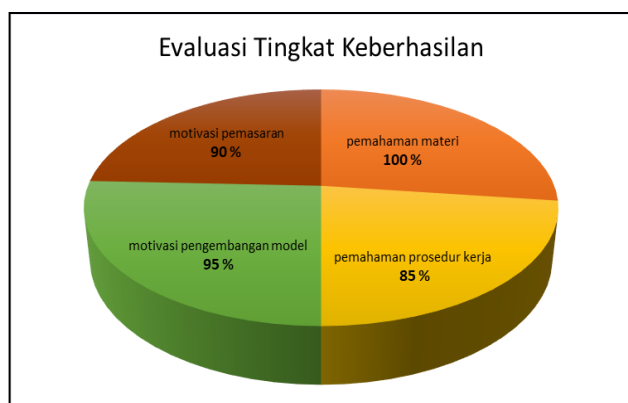 Evaluasi Tingkat Keberhasilan
motivasi pemasaran
90 %
pemahaman materi
100 %
motivasi pengembangan model
95 %
pemahaman prosedur kerja
85 %